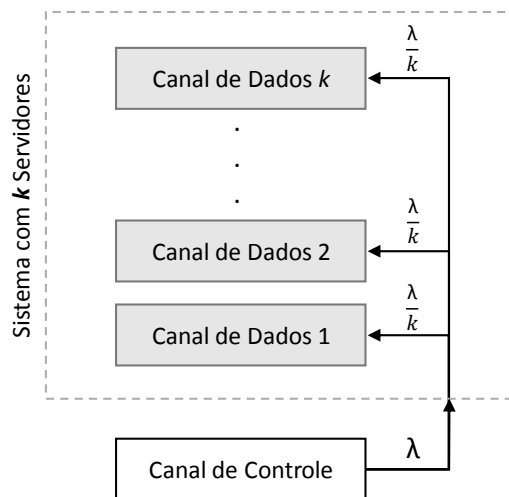 Sistema com k Servidores
λ/k
Canal de Dados k
.
.
.
λ/k
Canal de Dados 2
λ/k
Canal de Dados 1
λ
Canal de Controle